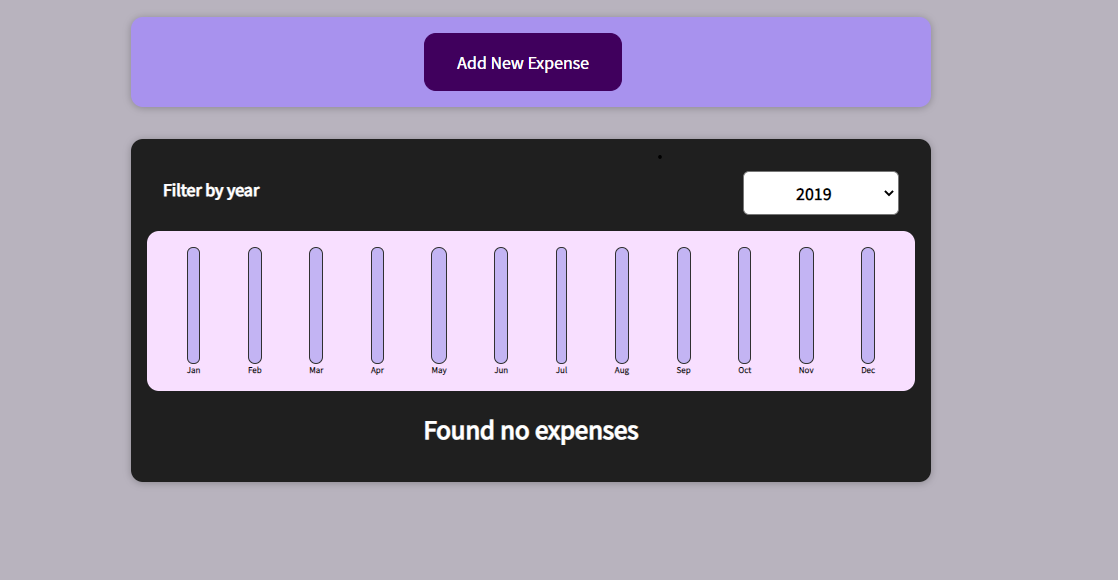 Add New Expense
Filter by year
2019
Jan Feb Mar Apr May Jun Jul Aug Sep Oct Nov Dec
Found no expenses